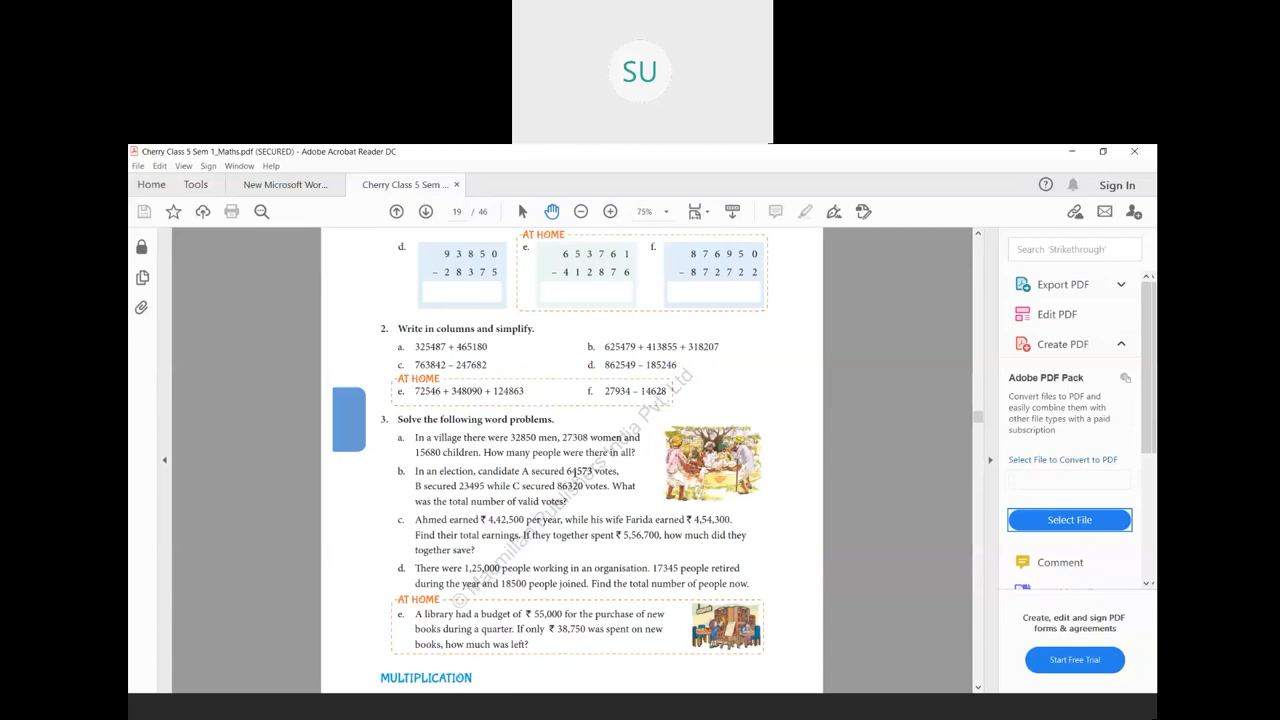 SU
Cherry Class 5 Sem 1_Maths.pdf (SECURED) - Adobe Acrobat Reader DC
File Edit View Sign Window Help
Home Tools New Microsoft Wor... Cherry Class 5 Sem ... × Sign In
19 / 46 75%
AT HOME
d. 9 3 8 5 0 e. 6 5 3 7 6 1 f. 8 7 6 9 5 0
– 2 8 3 7 5 – 4 1 2 8 7 6 – 8 7 2 7 2 2
2. Write in columns and simplify.
a. 325487 + 465180 b. 625479 + 413855 + 318207
c. 763842 – 247682 d. 862549 – 185246
AT HOME
e. 72546 + 348090 + 124863 f. 27934 – 14628
3. Solve the following word problems.
a. In a village there were 32850 men, 27308 women and
15680 children. How many people were there in all?
b. In an election, candidate A secured 64573 votes,
B secured 23495 while C secured 86320 votes. What
was the total number of valid votes?
c. Ahmed earned ₹ 4,42,500 per year, while his wife Farida earned ₹ 4,54,300.
Find their total earnings. If they together spent ₹ 5,56,700, how much did they
together save?
d. There were 1,25,000 people working in an organisation. 17345 people retired
during the year and 18500 people joined. Find the total number of people now.
AT HOME
e. A library had a budget of ₹ 55,000 for the purchase of new
books during a quarter. If only ₹ 38,750 was spent on new
books, how much was left?
MULTIPLICATION
© Macmillan Publishers India Pvt. Ltd
Search 'Strikethrough'
Export PDF
Edit PDF
Create PDF
Adobe PDF Pack
Convert files to PDF and
easily combine them with
other file types with a paid
subscription
Select File to Convert to PDF
Select File
Comment
Create, edit and sign PDF
forms & agreements
Start Free Trial